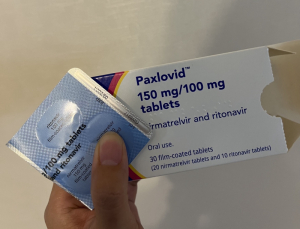 Paxlovid™
150 mg/100 mg
tablets
nirmatrelvir and ritonavir
Oral use.
30 film-coated tablets
(20 nirmatrelvir tablets and 10 ritonavir tablets)
/100 mg tablets
and ritonavir